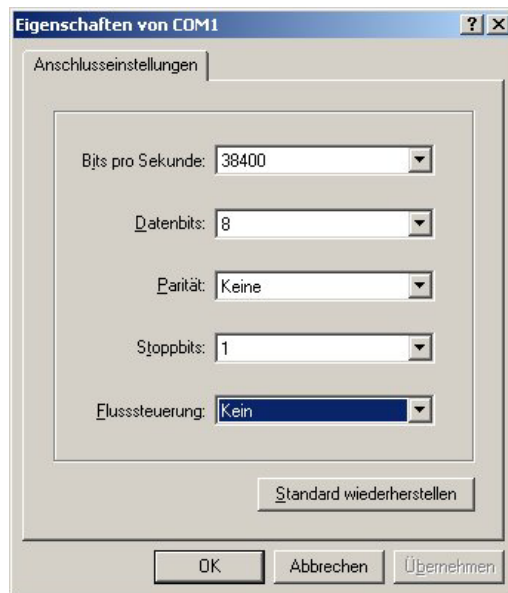 Eigenschaften von COM1
Anschlusseinstellungen
Bits pro Sekunde: 38400
Datenbits: 8
Parität: Keine
Stoppbits: 1
Flusssteuerung: Kein
Standard wiederherstellen
OK Abbrechen Übernehmen